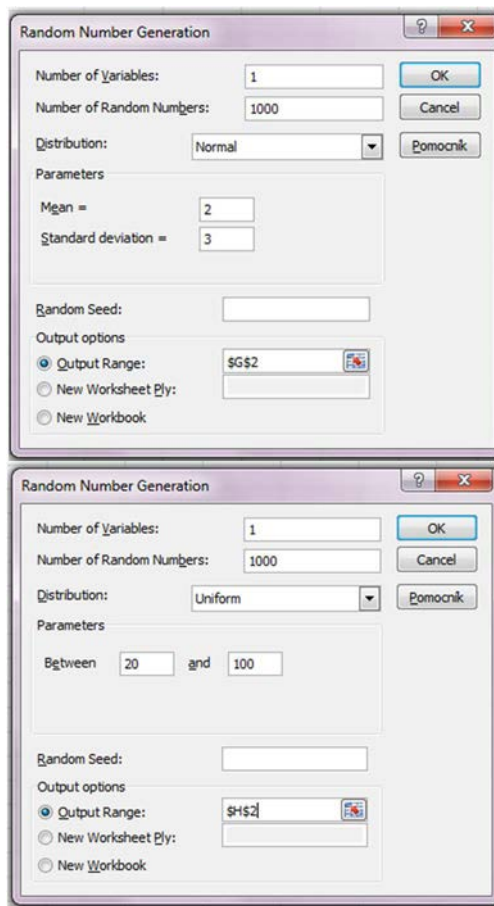 Random Number Generation
Number of Variables: 1 OK
Number of Random Numbers: 1000 Cancel
Distribution: Normal Pomocník
Parameters
Mean = 2
Standard deviation = 3
Random Seed:
Output options
Output Range: $G$2
New Worksheet Ply:
New Workbook
Random Number Generation
Number of Variables: 1 OK
Number of Random Numbers: 1000 Cancel
Distribution: Uniform Pomocník
Parameters
Between 20 and 100
Random Seed:
Output options
Output Range: $H$2
New Worksheet Ply:
New Workbook